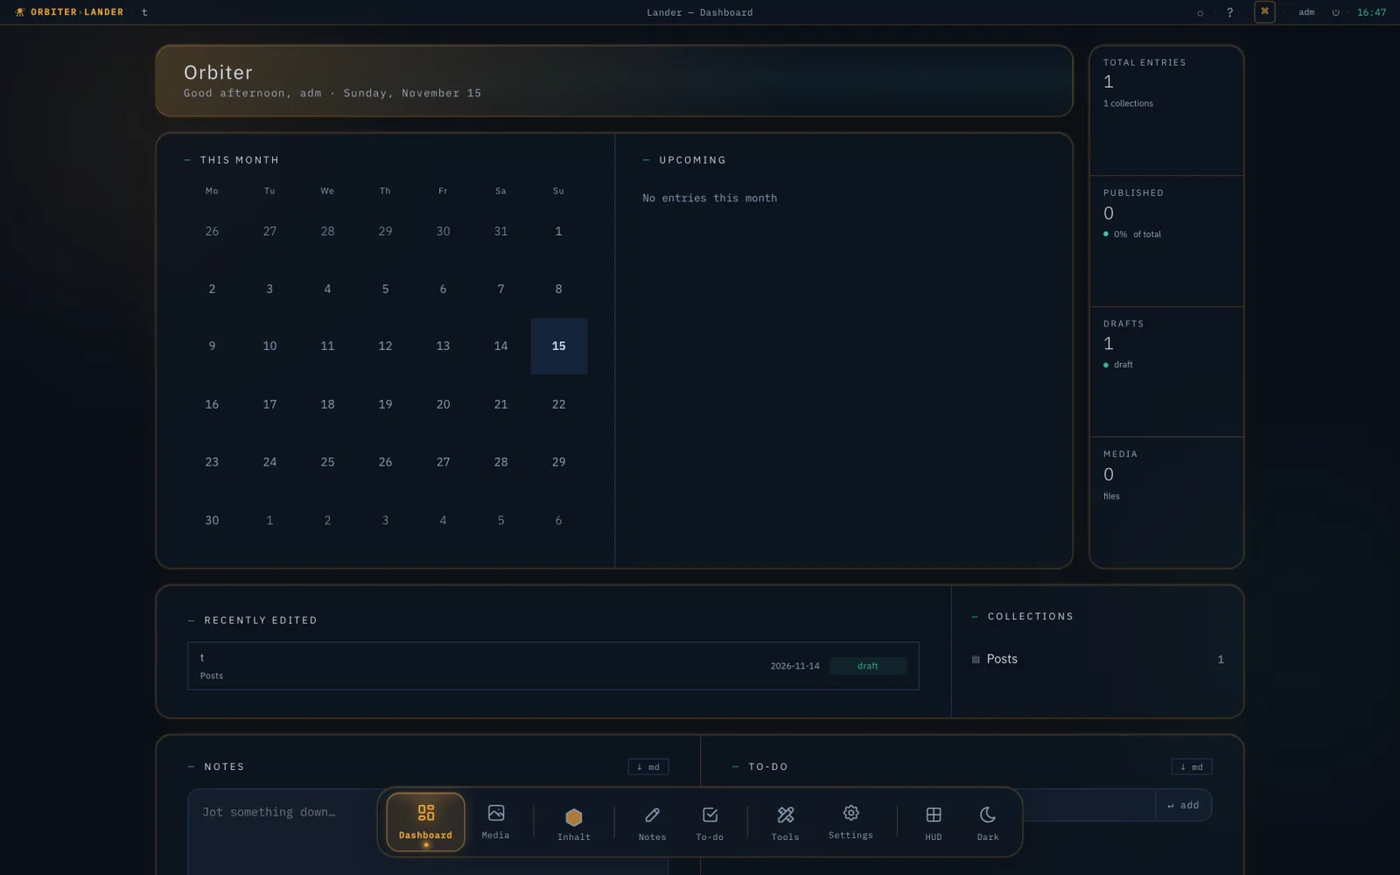 ORBITER›LANDER t Lander — Dashboard ? ⌘ adm 16:47
Orbiter
Good afternoon, adm · Sunday, November 15
— THIS MONTH
Mo Tu We Th Fr Sa Su
26 27 28 29 30 31 1
2 3 4 5 6 7 8
9 10 11 12 13 14 15
16 17 18 19 20 21 22
23 24 25 26 27 28 29
30 1 2 3 4 5 6
— UPCOMING
No entries this month
TOTAL ENTRIES
1
1 collections
PUBLISHED
0
0% of total
DRAFTS
1
draft
MEDIA
0
files
— RECENTLY EDITED
t
Posts
2026-11-14 draft
— COLLECTIONS
Posts 1
— NOTES
↓ md
Jot something down…
— TO-DO
↓ md
↵ add
Dashboard Media Inhalt Notes To-do Tools Settings HUD Dark